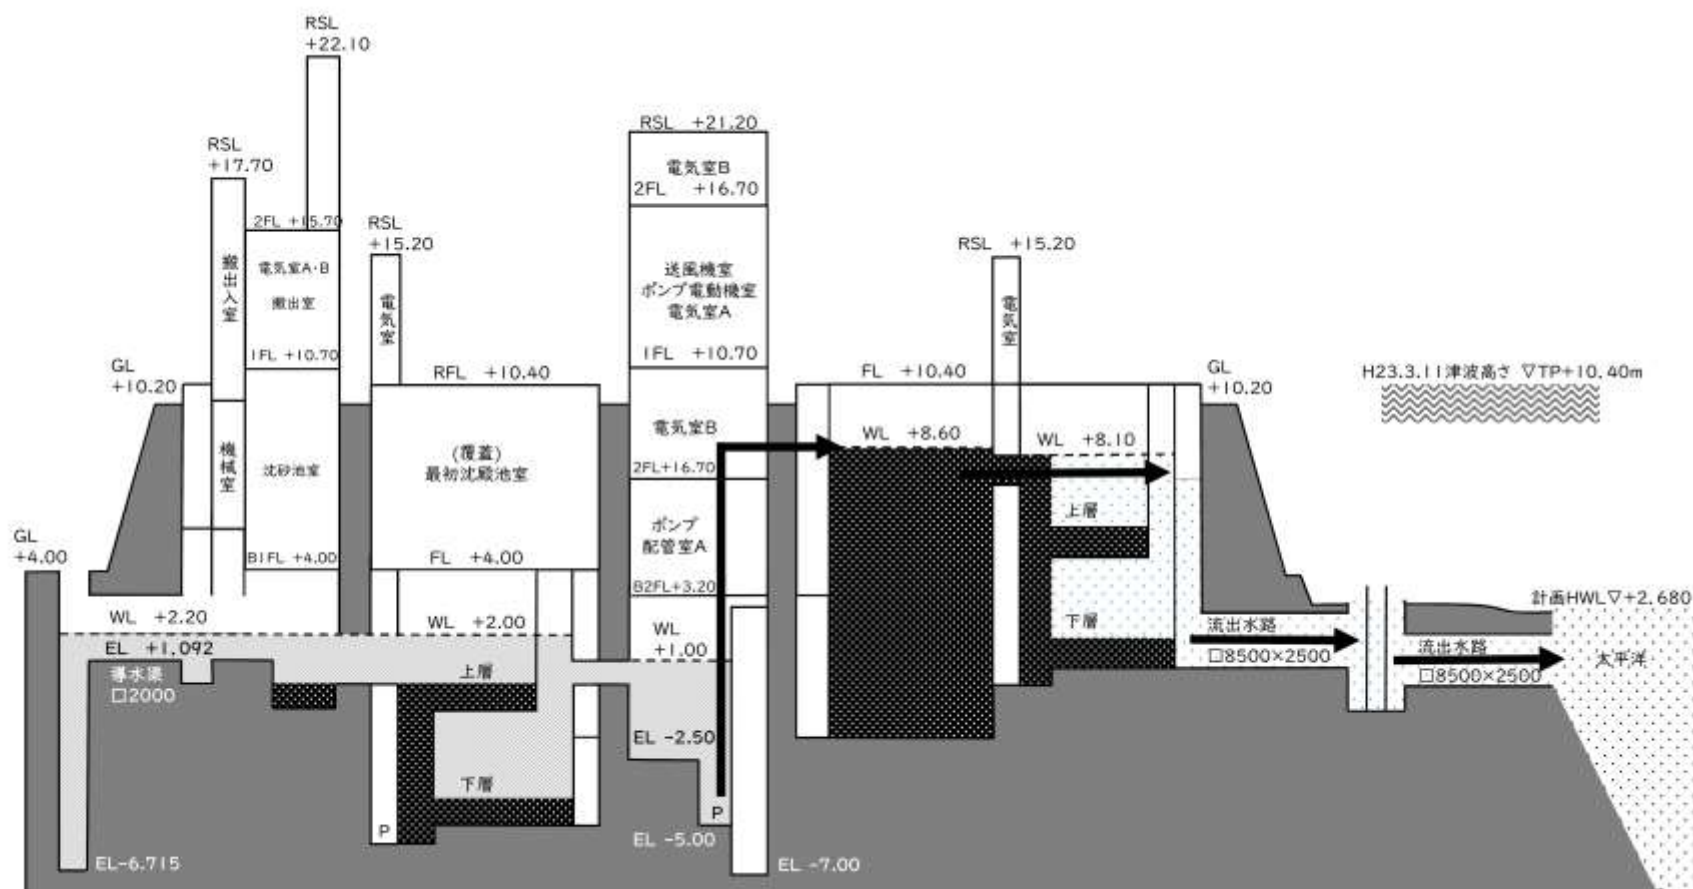 RSL
+22.10
RSL
+17.70
2FL +15.70
搬出入室
電気室A・B
搬出室
1FL +10.70
GL
+10.20
機械室
沈砂池室
B1FL +4.00
GL
+4.00
WL +2.20
EL +1.092
導水渠
□2000
EL-6.715
RSL
+15.20
電気室
RFL +10.40
(覆蓋)
最初沈殿池室
FL +4.00
WL +2.00
上層
下層
P
RSL +21.20
電気室B
2FL +16.70
送風機室
ポンプ電動機室
電気室A
1FL +10.70
電気室B
2FL+16.70
ポンプ
配管室A
B2FL+3.20
WL
+1.00
EL -2.50
P
EL -5.00
EL -7.00
RSL +15.20
電気室
FL +10.40
WL +8.60
WL +8.10
上層
下層
GL
+10.20
H23.3.11津波高さ ▽TP+10.40m
流出水路
□8500×2500
計画HWL▽+2.680
流出水路
□8500×2500
太平洋